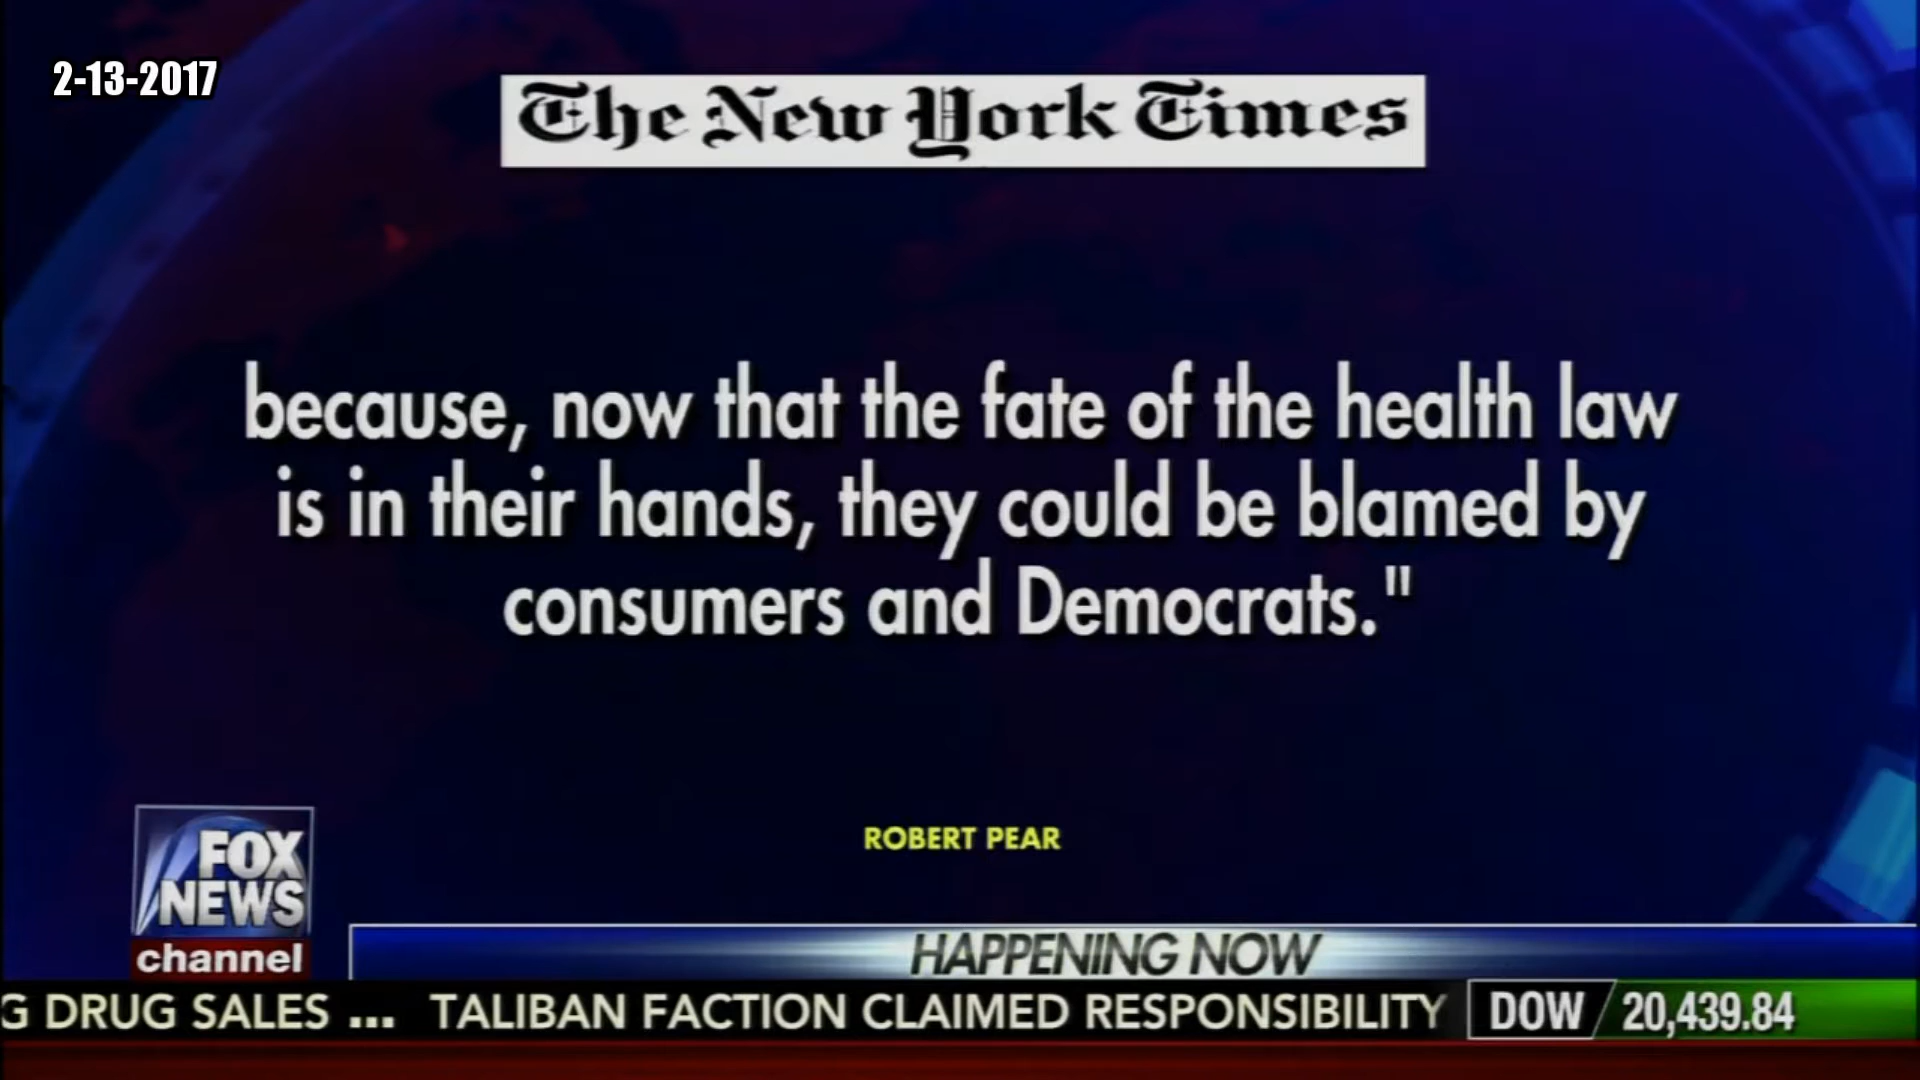 2-13-2017
The New York Times
because, now that the fate of the health law
is in their hands, they could be blamed by
consumers and Democrats."
ROBERT PEAR
FOX
NEWS
channel
HAPPENING NOW
G DRUG SALES ... TALIBAN FACTION CLAIMED RESPONSIBILITY
DOW 20,439.84